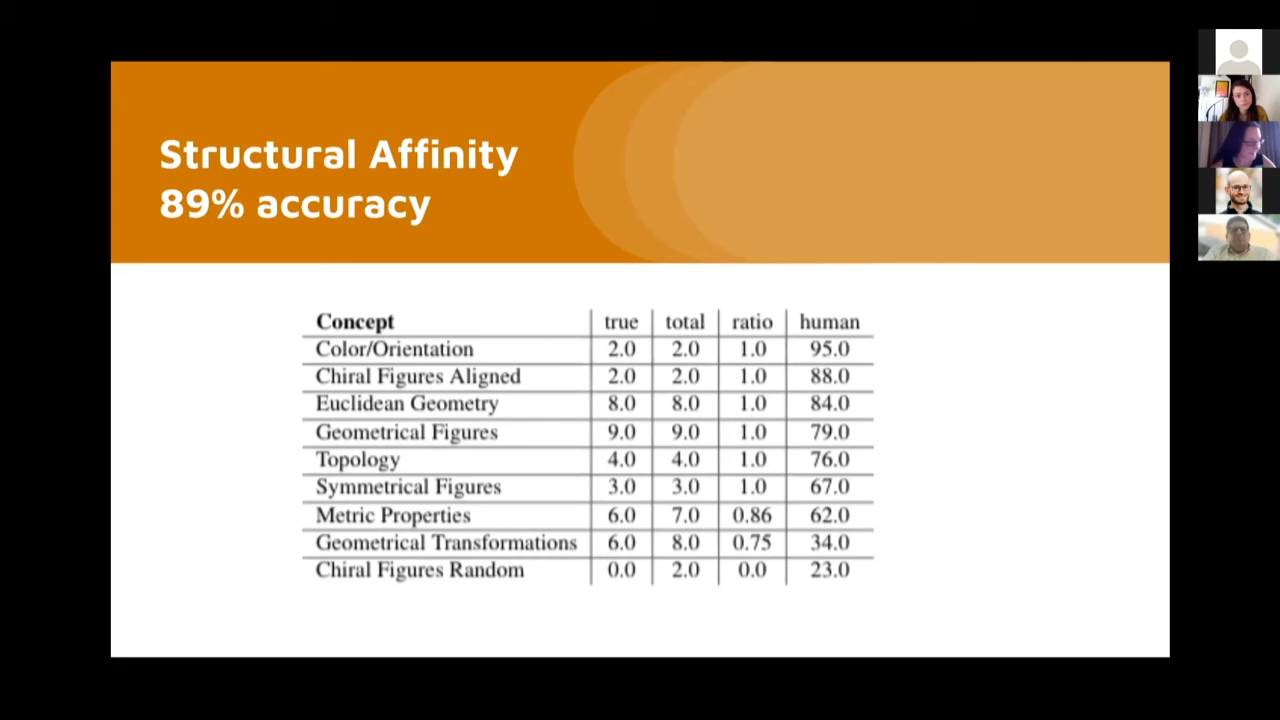 Structural Affinity
89% accuracy
Concept true total ratio human
Color/Orientation 2.0 2.0 1.0 95.0
Chiral Figures Aligned 2.0 2.0 1.0 88.0
Euclidean Geometry 8.0 8.0 1.0 84.0
Geometrical Figures 9.0 9.0 1.0 79.0
Topology 4.0 4.0 1.0 76.0
Symmetrical Figures 3.0 3.0 1.0 67.0
Metric Properties 6.0 7.0 0.86 62.0
Geometrical Transformations 6.0 8.0 0.75 34.0
Chiral Figures Random 0.0 2.0 0.0 23.0